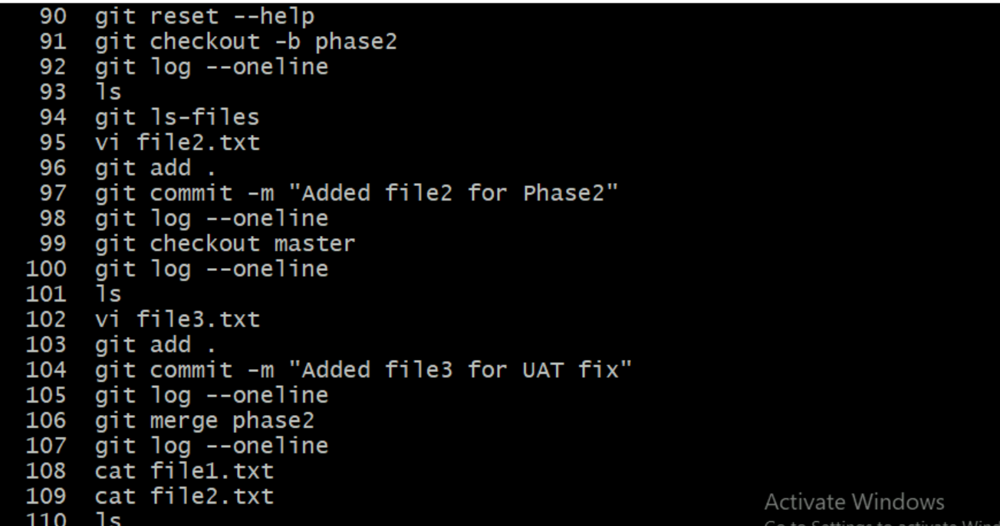 90 git reset --help
91 git checkout -b phase2
92 git log --oneline
93 ls
94 git ls-files
95 vi file2.txt
96 git add .
97 git commit -m "Added file2 for Phase2"
98 git log --oneline
99 git checkout master
100 git log --oneline
101 ls
102 vi file3.txt
103 git add .
104 git commit -m "Added file3 for UAT fix"
105 git log --oneline
106 git merge phase2
107 git log --oneline
108 cat file1.txt
109 cat file2.txt
110 ls
Activate Windows
Go to Settings to activate Wind